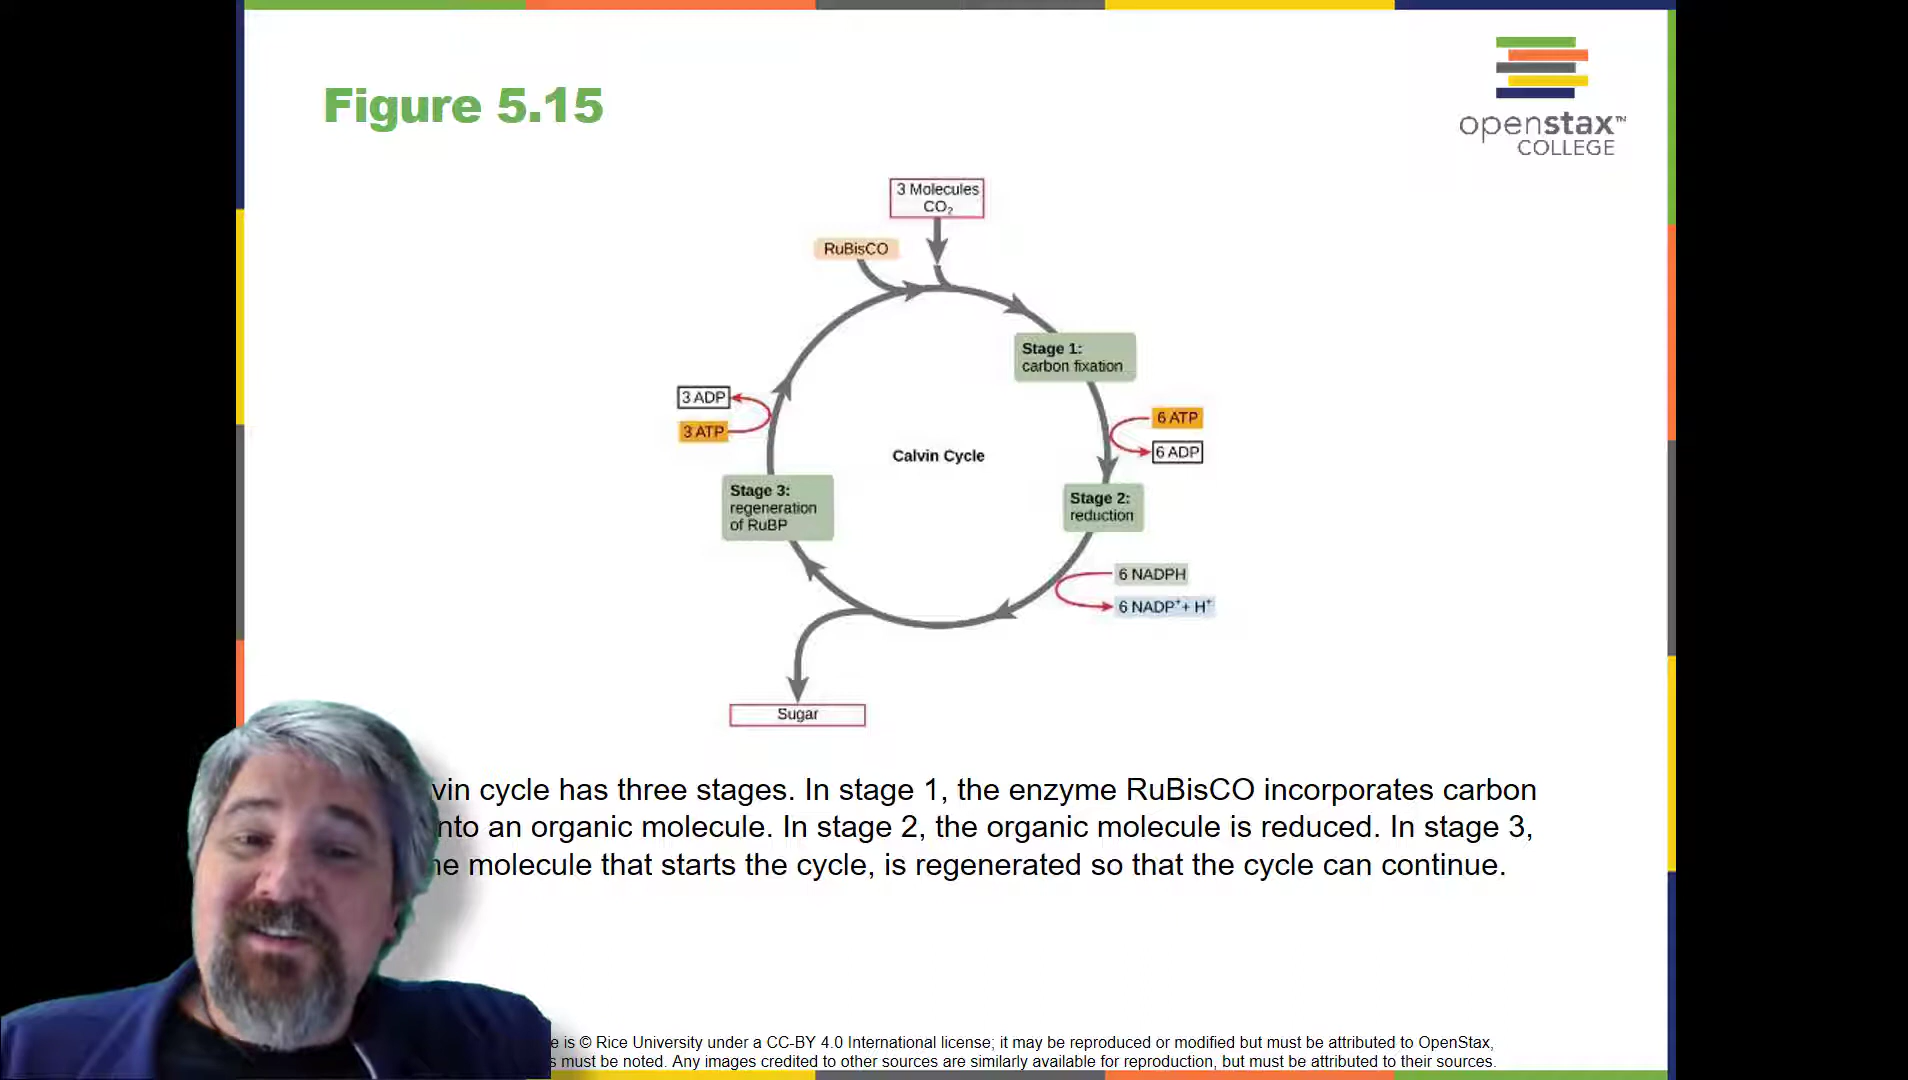 Figure 5.15
openstax™
COLLEGE
3 Molecules
CO₂
RuBisCO
Stage 1:
carbon fixation
3 ADP
3 ATP
6 ATP
6 ADP
Calvin Cycle
Stage 3:
regeneration
of RuBP
Stage 2:
reduction
6 NADPH
6 NADP⁺+ H⁺
Sugar
cycle has three stages. In stage 1, the enzyme RuBisCO incorporates carbon
an organic molecule. In stage 2, the organic molecule is reduced. In stage 3,
molecule that starts the cycle, is regenerated so that the cycle can continue.
is © Rice University under a CC-BY 4.0 International license; it may be reproduced or modified but must be attributed to OpenStax,
must be noted. Any images credited to other sources are similarly available for reproduction, but must be attributed to their sources.